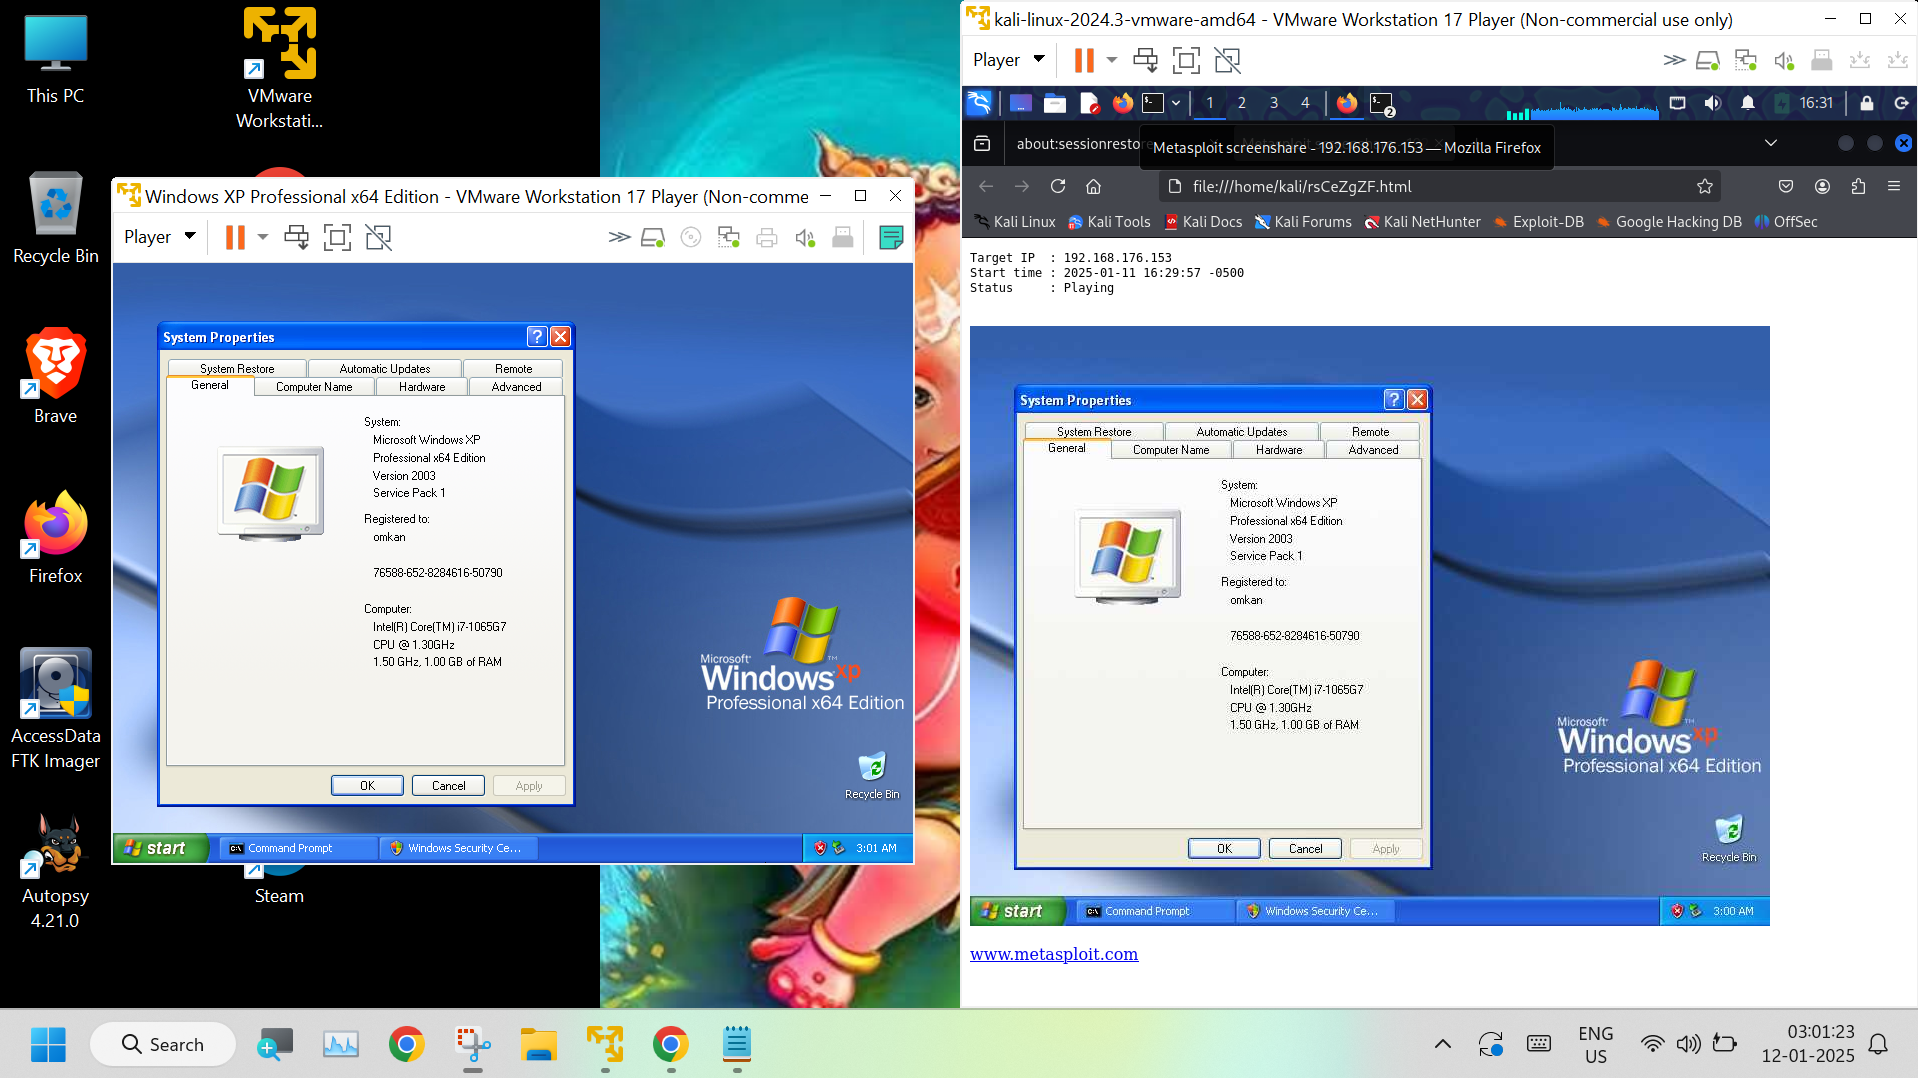 This PC
VMware
Workstati...
Recycle Bin
Brave
Firefox
AccessData
FTK Imager
Autopsy
4.21.0
Steam
Windows XP Professional x64 Edition - VMware Workstation 17 Player (Non-comme
Player
System Properties
System Restore
Automatic Updates
Remote
General
Computer Name
Hardware
Advanced
System:
Microsoft Windows XP
Professional x64 Edition
Version 2003
Service Pack 1
Registered to:
omkan
76588-652-8284616-50790
Computer:
Intel(R) Core(TM) i7-1065G7
CPU @ 1.30GHz
1.50 GHz, 1.00 GB of RAM
OK
Cancel
Apply
Microsoft®
Windows xp
Professional x64 Edition
Recycle Bin
start
Command Prompt
Windows Security Ce...
3:01 AM
kali-linux-2024.3-vmware-amd64 - VMware Workstation 17 Player (Non-commercial use only)
Player
1 2 3 4
2
16:31
about:sessionrestore
Metasploit screenshare - 192.168.176.153 — Mozilla Firefox
file:///home/kali/rsCeZgZF.html
Kali Linux
Kali Tools
Kali Docs
Kali Forums
Kali NetHunter
Exploit-DB
Google Hacking DB
OffSec
Target IP : 192.168.176.153
Start time : 2025-01-11 16:29:57 -0500
Status : Playing
System Properties
System Restore
Automatic Updates
Remote
General
Computer Name
Hardware
Advanced
System:
Microsoft Windows XP
Professional x64 Edition
Version 2003
Service Pack 1
Registered to:
omkan
76588-652-8284616-50790
Computer:
Intel(R) Core(TM) i7-1065G7
CPU @ 1.30GHz
1.50 GHz, 1.00 GB of RAM
OK
Cancel
Apply
Microsoft®
Windows xp
Professional x64 Edition
Recycle Bin
start
Command Prompt
Windows Security Ce...
3:00 AM
www.metasploit.com
Search
ENG
US
03:01:23
12-01-2025